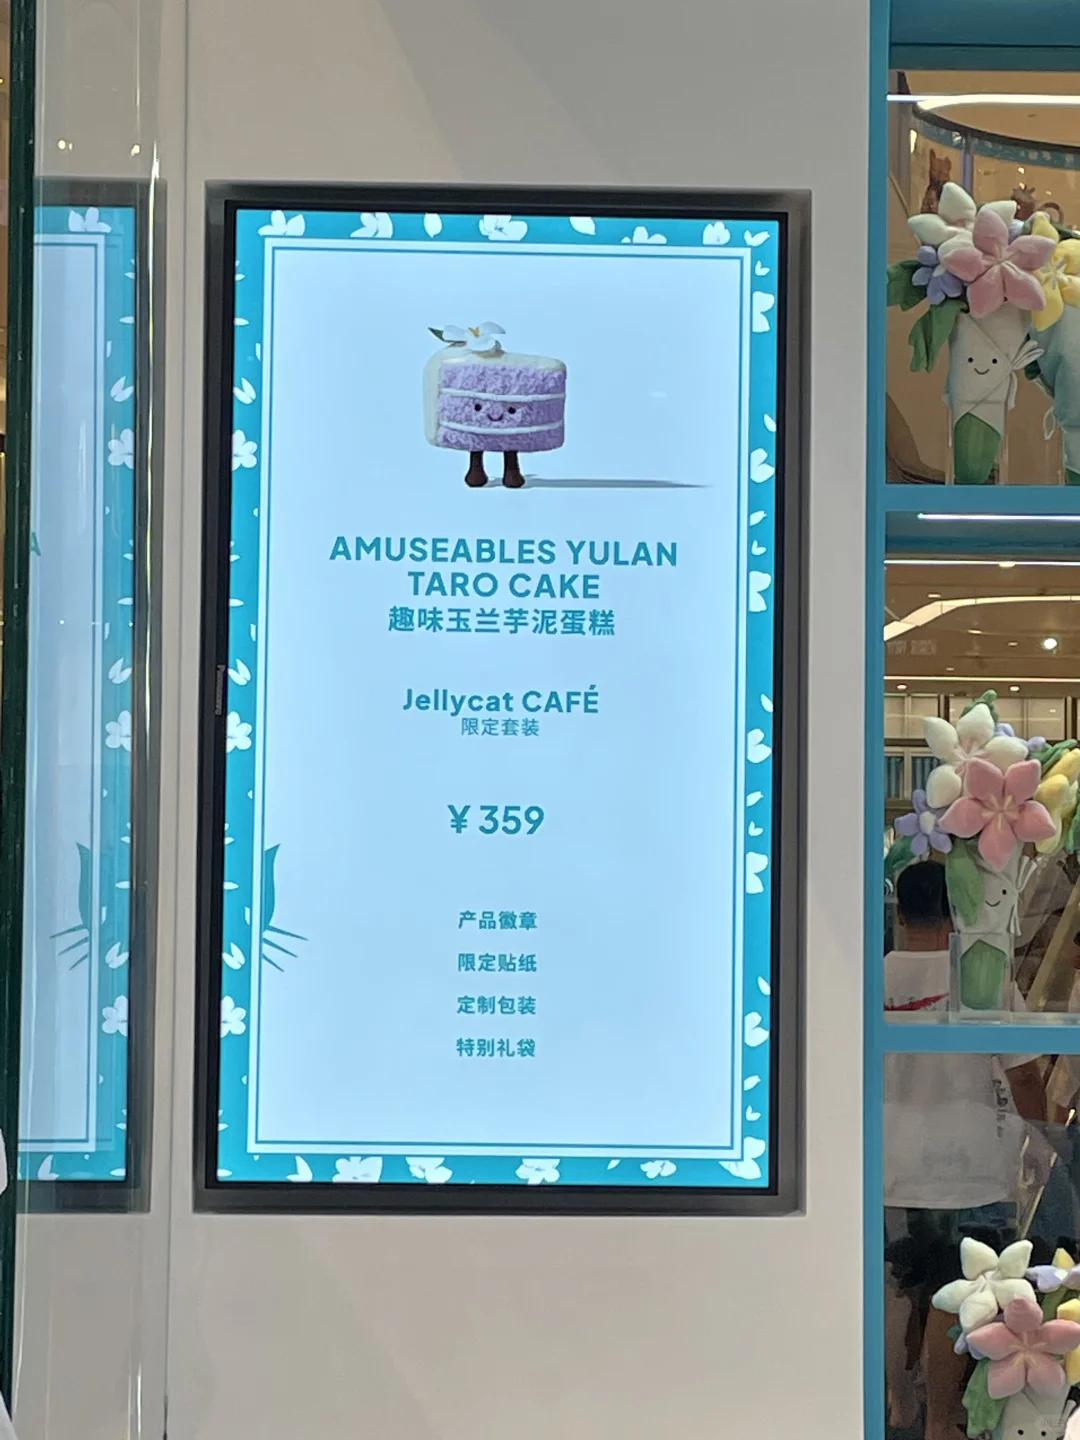 AMUSEABLES YULAN
TARO CAKE
趣味玉兰芋泥蛋糕
Jellycat CAFÉ
限定套装
¥ 359
产品徽章
限定贴纸
定制包装
特别礼袋